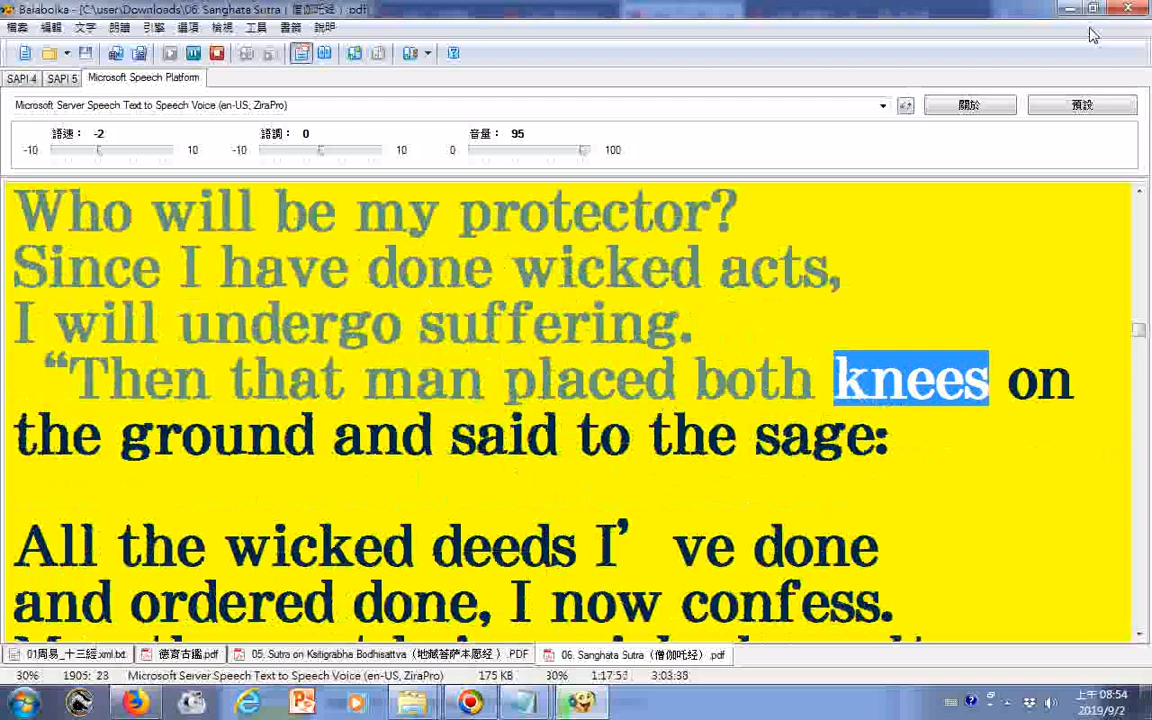 Balabolka - [C:\user\Downloads\06. Sanghata Sutra (僧伽吒经).pdf]
檔案 編輯 文字 朗讀 引擎 選項 檢視 工具 書籤 說明
SAPI 4 SAPI 5 Microsoft Speech Platform
Microsoft Server Speech Text to Speech Voice (en-US, ZiraPro) 關於 預設
語速： -2 語調： 0 音量： 95
-10 10 -10 10 0 100
Who will be my protector?
Since I have done wicked acts,
I will undergo suffering.
“Then that man placed both knees on
the ground and said to the sage:
All the wicked deeds I’ve done
and ordered done, I now confess.
01周易_十三經.xml.txt 德育古鑑.pdf 05. Sutra on Ksitigrabha Bodhisattva（地藏菩萨本愿经）.PDF 06. Sanghata Sutra（僧伽吒经）.pdf
30% 1905: 23 Microsoft Server Speech Text to Speech Voice (en-US, ZiraPro) 175 KB 30% 1:17:53 3:03:38
上午 08:54
2019/9/2